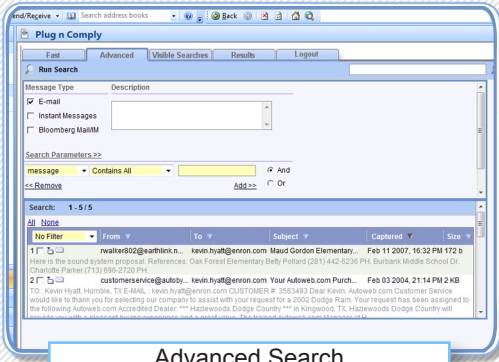 end/Receive Search address books Back
Plug n Comply
Fast Advanced Visible Searches Results Logout
Run Search
Message Type Description
E-mail
Instant Messages
Bloomberg Mail/IM
Search Parameters >>
message Contains All And
<< Remove Add >> Or
Search: 1 - 5 / 5
All None
No Filter From To Subject Captured Size
1 rwalker802@earthlink.n... kevin.hyatt@enron.com Maud Gordon Elementary... Feb 11 2007, 16:32 PM 172 b
Here is the sound system proposal. References: Oak Forest Elementary Betty Pollard (281) 442-6236 PH. Burbank Middle School Dr.
Charlotte Parker (713) 696-2720 PH.
2 customerservice@autoby... kevin.hyatt@enron.com Your Autoweb.com Purch... Feb 03 2004, 21:14 PM 2 KB
TO : Kevin Hyatt, Humble, TX E-MAIL : kevin.hyatt@enron.com CUSTOMER #: 3563493 Dear Kevin, Autoweb.com Customer Service
would like to thank you for selecting our company to assist with your request for a 2002 Dodge Ram. Your request has been assigned to
the following Autoweb.com Accredited Dealer: *** Hazlewoods Dodge Country *** in Kingwood, TX. Hazlewoods Dodge Country will
Advanced Search